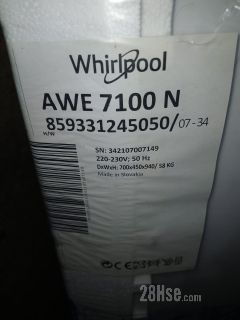 Whirlpool
AWE 7100 N
859331245050/07-34
H/W
SN: 342107007149
220-230V; 50 Hz
DxWxH: 700x450x940/ 58 KG
Made in Slovakia
CE
28Hse.com